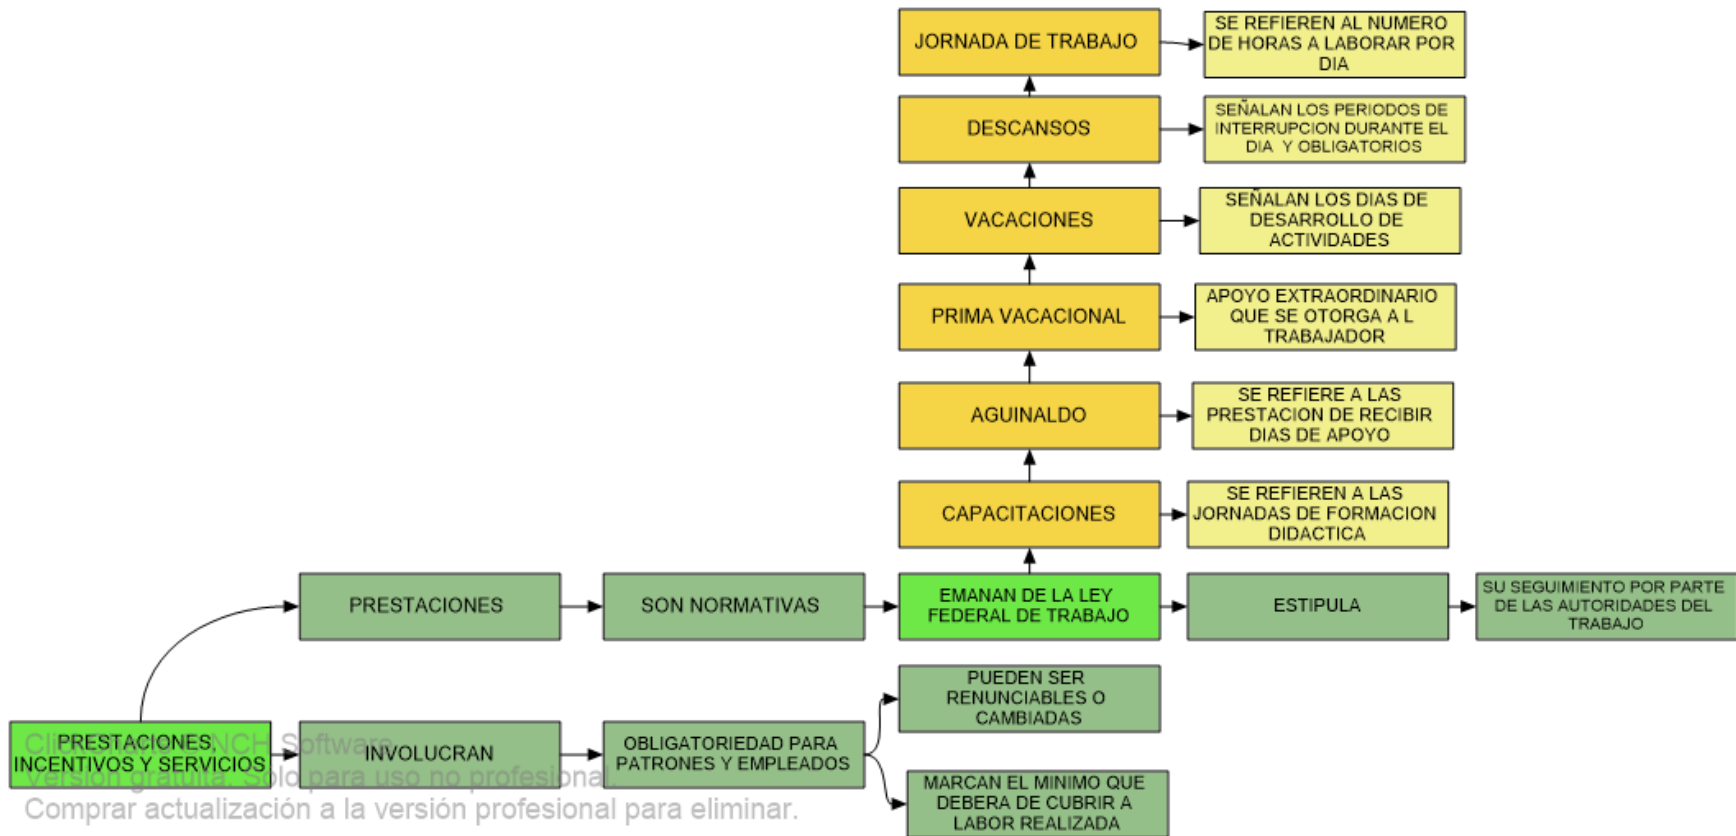 JORNADA DE TRABAJO
SE REFIEREN AL NUMERO
DE HORAS A LABORAR POR
DIA
DESCANSOS
SEÑALAN LOS PERIODOS DE
INTERRUPCION DURANTE EL
DIA Y OBLIGATORIOS
VACACIONES
SEÑALAN LOS DIAS DE
DESARROLLO DE
ACTIVIDADES
PRIMA VACACIONAL
APOYO EXTRAORDINARIO
QUE SE OTORGA A L
TRABAJADOR
AGUINALDO
SE REFIERE A LAS
PRESTACION DE RECIBIR
DIAS DE APOYO
CAPACITACIONES
SE REFIEREN A LAS
JORNADAS DE FORMACION
DIDACTICA
PRESTACIONES
SON NORMATIVAS
EMANAN DE LA LEY
FEDERAL DE TRABAJO
ESTIPULA
SU SEGUIMIENTO POR PARTE
DE LAS AUTORIDADES DEL
TRABAJO
PRESTACIONES,
INCENTIVOS Y SERVICIOS
INVOLUCRAN
OBLIGATORIEDAD PARA
PATRONES Y EMPLEADOS
PUEDEN SER
RENUNCIABLES O
CAMBIADAS
MARCAN EL MINIMO QUE
DEBERA DE CUBRIR A
LABOR REALIZADA
ClickCharts © NCH Software
Versión gratuita. Solo para uso no profesional.
Comprar actualización a la versión profesional para eliminar.